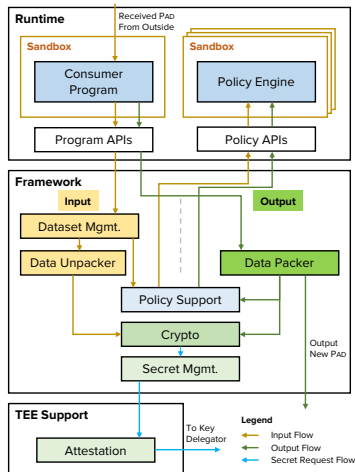 Received PAD
From Outside
Runtime
Sandbox
Sandbox
Consumer
Program
Policy Engine
Program APIs
Policy APIs
Framework
Input
Output
Dataset Mgmt.
Data Unpacker
Data Packer
Policy Support
Crypto
Secret Mgmt.
Output
New PAD
TEE Support
Attestation
To Key
Delegator
Legend
Input Flow
Output Flow
Secret Request Flow